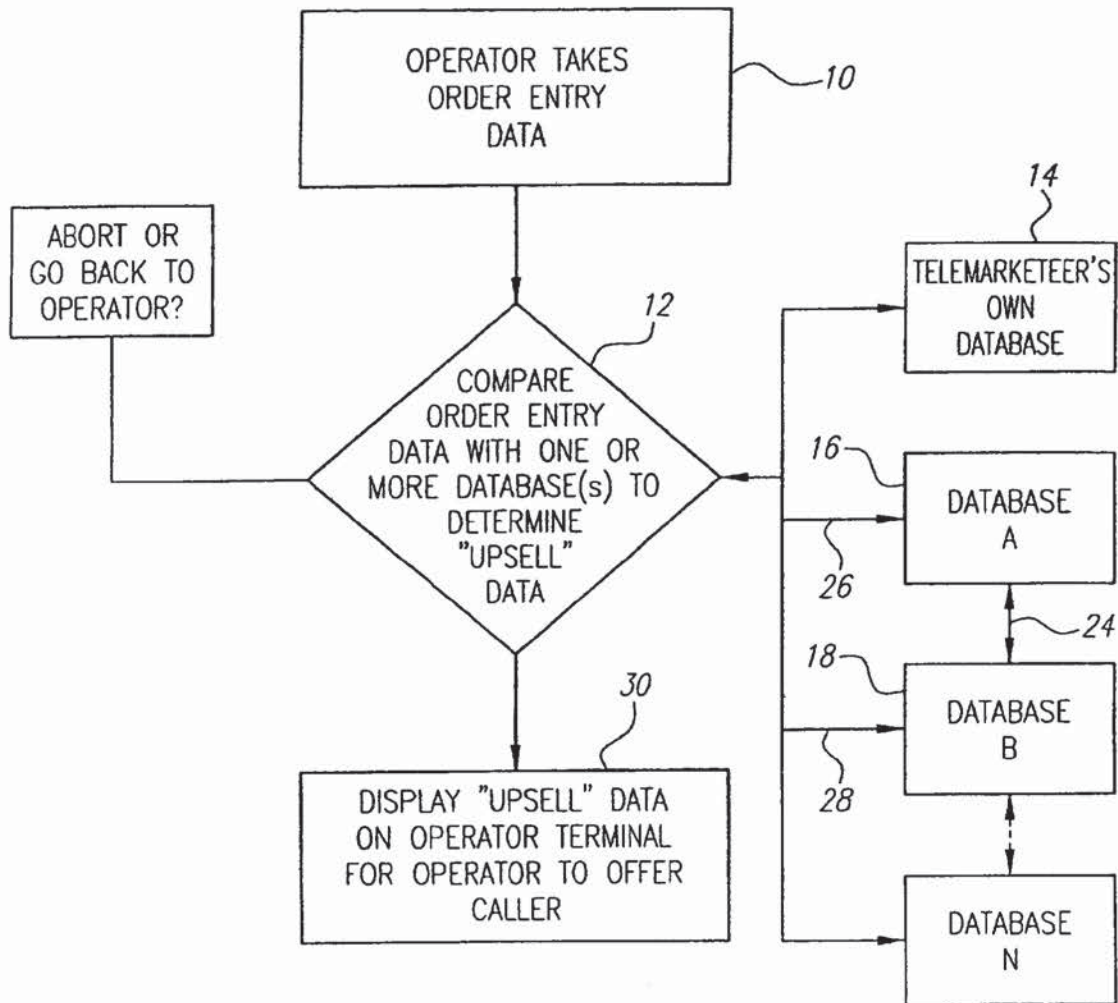 OPERATOR TAKES
ORDER ENTRY
DATA
10
ABORT OR
GO BACK TO
OPERATOR?
12
COMPARE
ORDER ENTRY
DATA WITH ONE OR
MORE DATABASE(s) TO
DETERMINE
"UPSELL"
DATA
14
TELEMARKETEER'S
OWN
DATABASE
16
DATABASE
A
26
24
18
DATABASE
B
28
30
DISPLAY "UPSELL" DATA
ON OPERATOR TERMINAL
FOR OPERATOR TO OFFER
CALLER
DATABASE
N